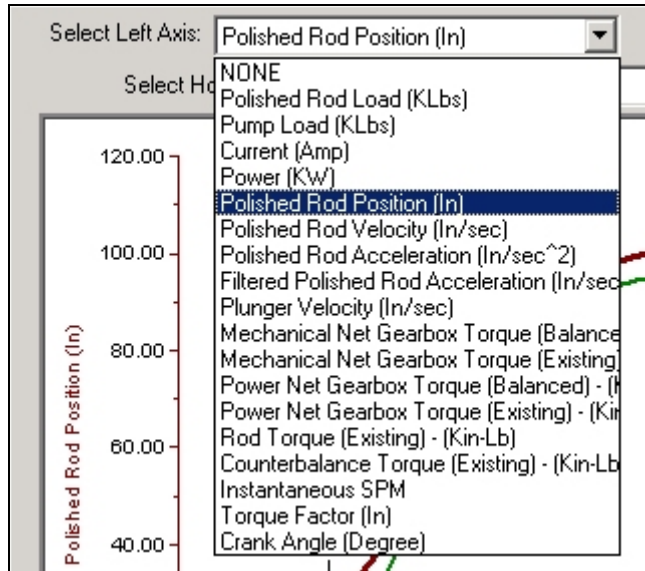 Select Left Axis: Polished Rod Position (In)
Select Ho
NONE
Polished Rod Load (KLbs)
Pump Load (KLbs)
Current (Amp)
Power (KW)
Polished Rod Position (In)
Polished Rod Velocity (In/sec)
Polished Rod Acceleration (In/sec^2)
Filtered Polished Rod Acceleration (In/sec
Plunger Velocity (In/sec)
Mechanical Net Gearbox Torque (Balance
Mechanical Net Gearbox Torque (Existing)
Power Net Gearbox Torque (Balanced) - (K
Power Net Gearbox Torque (Existing) - (Kin
Rod Torque (Existing) - (Kin-Lb)
Counterbalance Torque (Existing) - (Kin-Lb
Instantaneous SPM
Torque Factor (In)
Crank Angle (Degree)
120.00
100.00
80.00
60.00
40.00
Polished Rod Position (In)